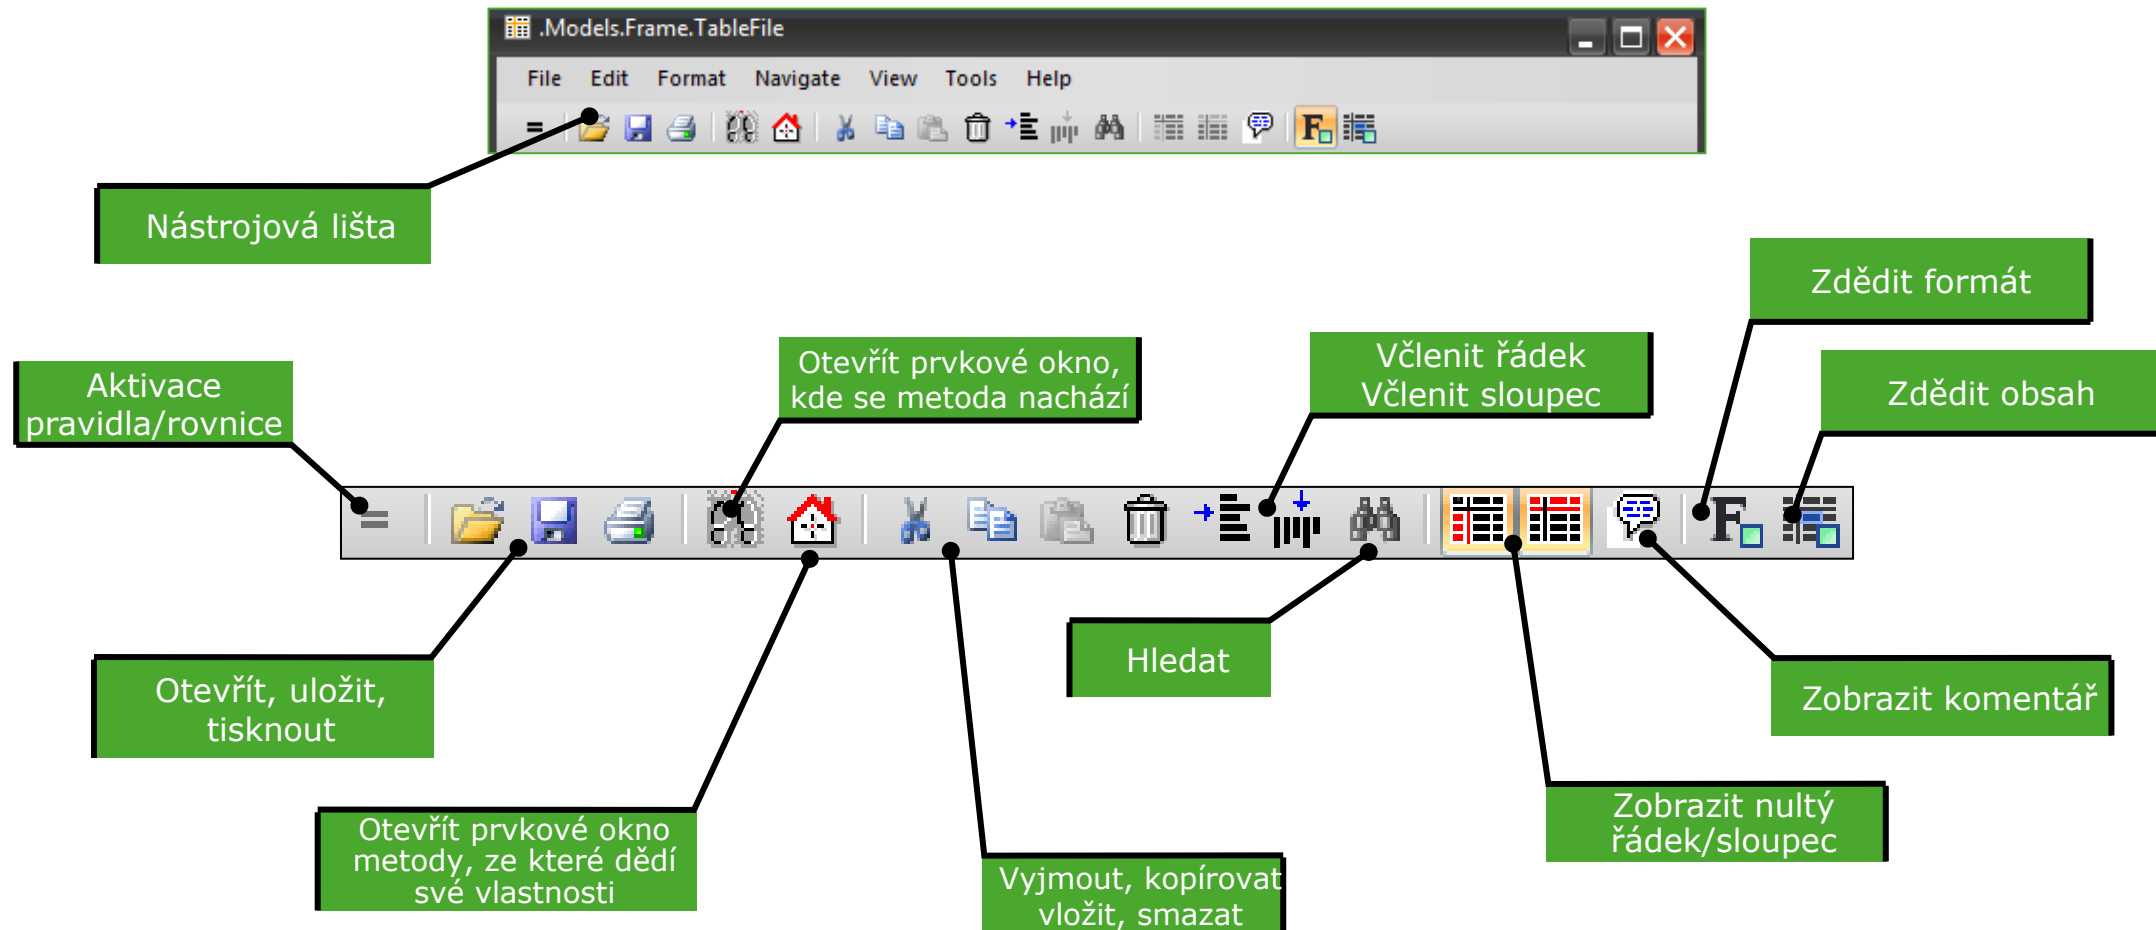 .Models.Frame.TableFile
File Edit Format Navigate View Tools Help
Nástrojová lišta
Zdědit formát
Aktivace
pravidla/rovnice
Otevřít prvkové okno,
kde se metoda nachází
Včlenit řádek
Včlenit sloupec
Zdědit obsah
Otevřít, uložit,
tisknout
Hledat
Zobrazit komentář
Otevřít prvkové okno
metody, ze které dědí
své vlastnosti
Vyjmout, kopírovat
vložit, smazat
Zobrazit nultý
řádek/sloupec